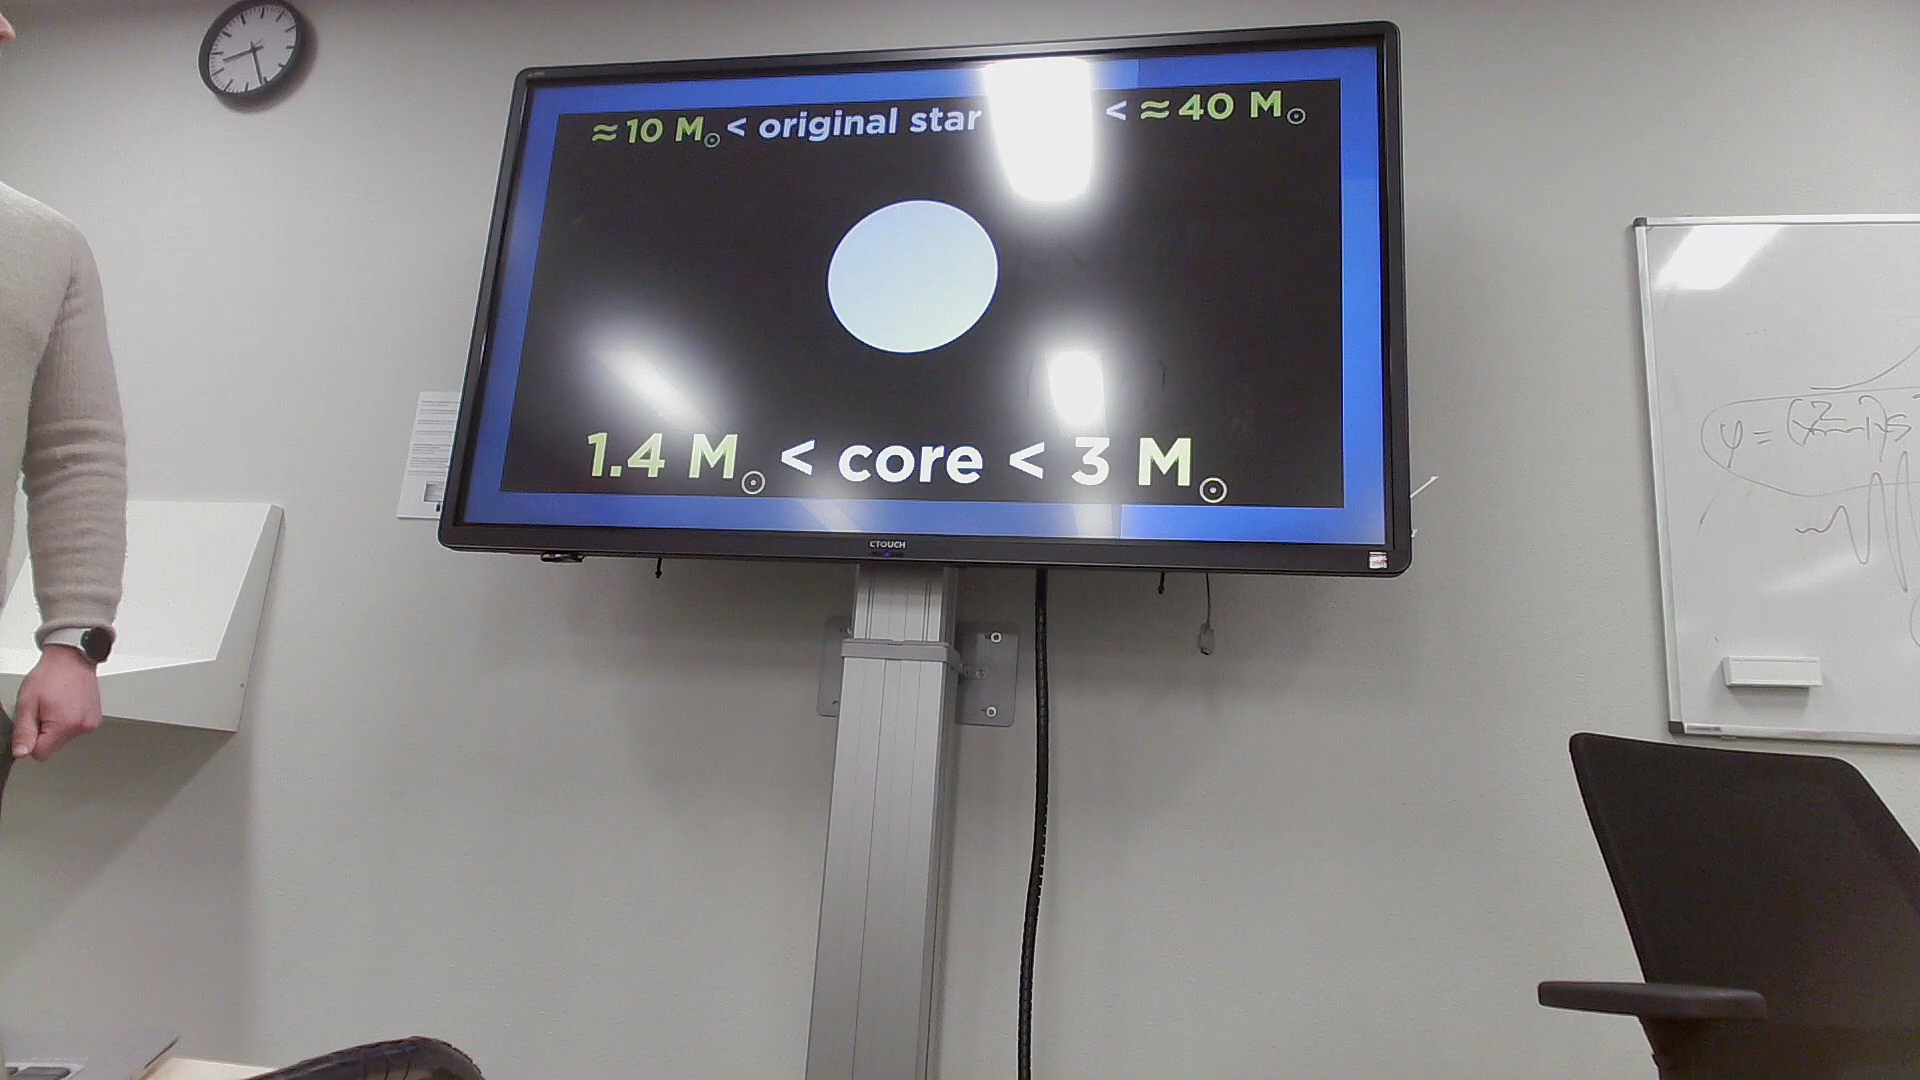 ≈ 10 M☉ < original star < ≈ 40 M☉
1.4 M☉ < core < 3 M☉
CTOUCH